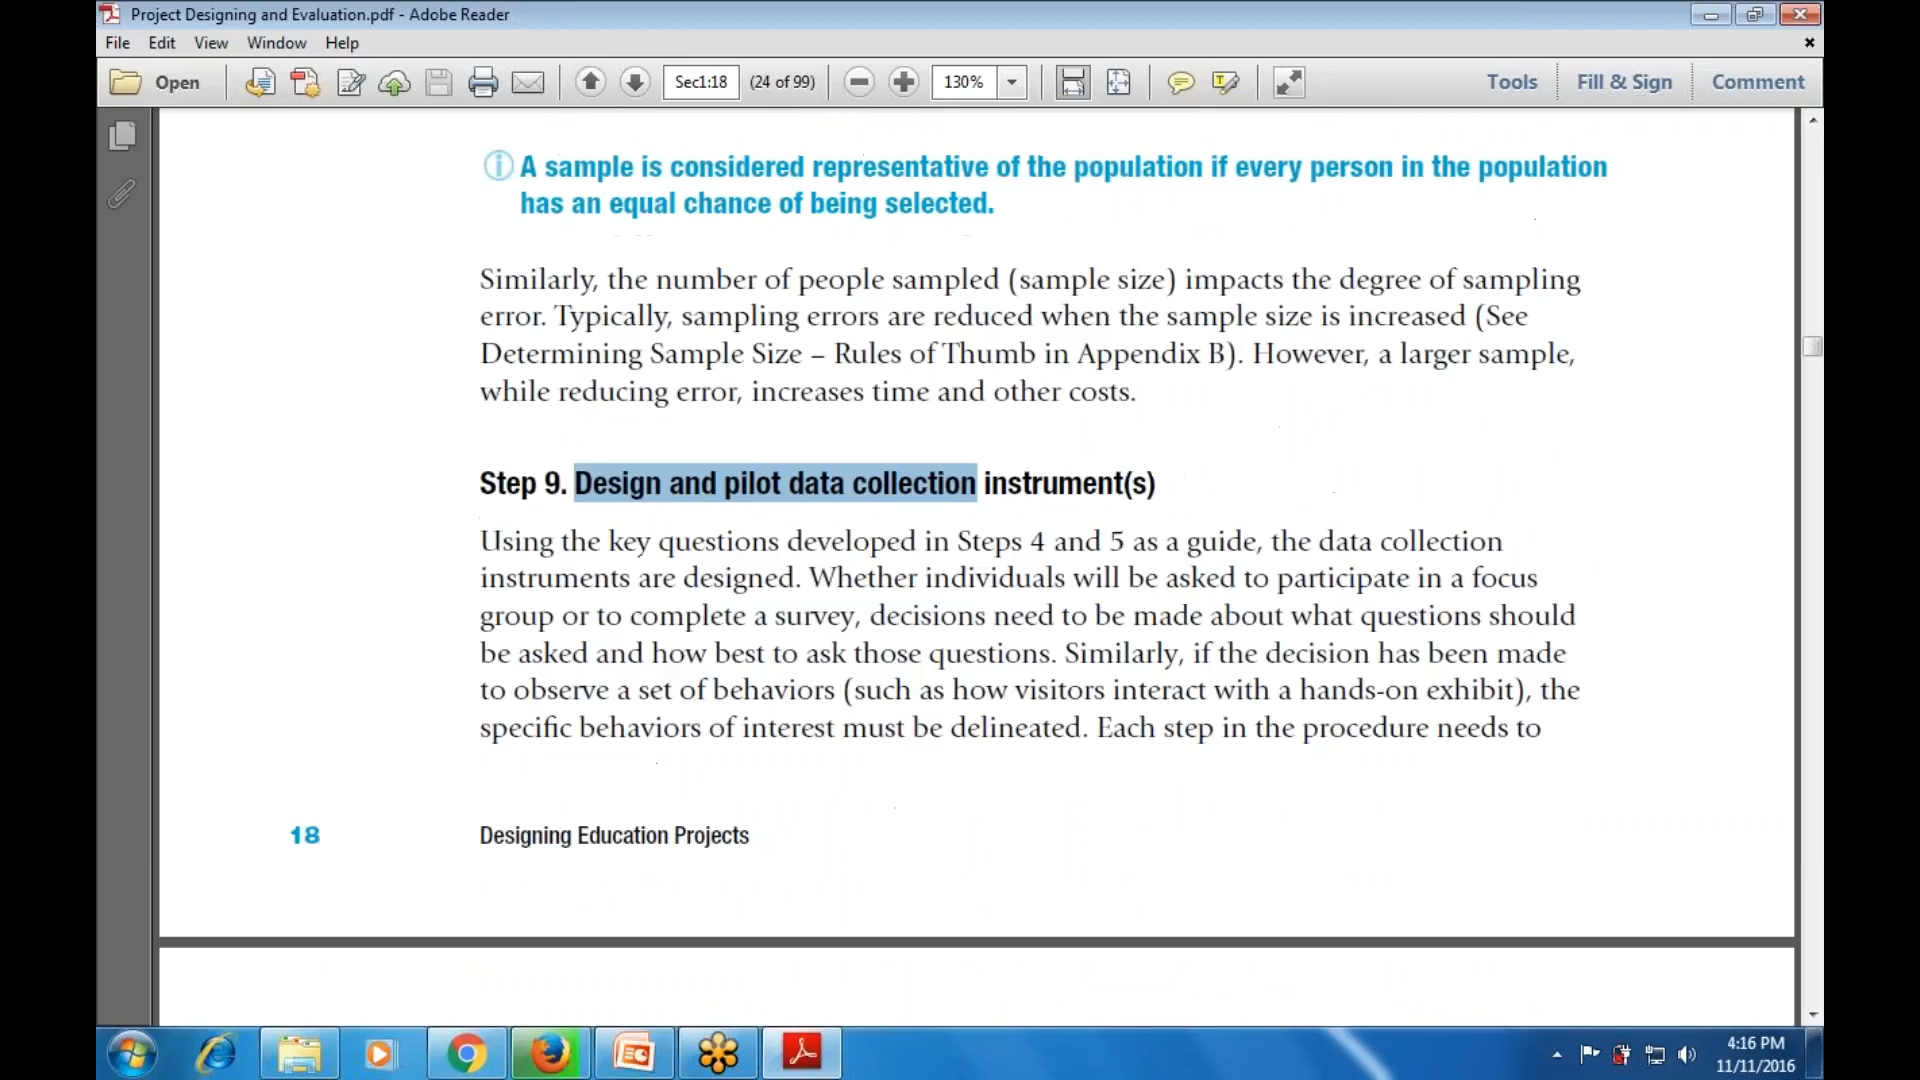 Project Designing and Evaluation.pdf - Adobe Reader
File Edit View Window Help
Open Sec1:18 (24 of 99) 130% Tools Fill & Sign Comment
A sample is considered representative of the population if every person in the population
has an equal chance of being selected.
Similarly, the number of people sampled (sample size) impacts the degree of sampling
error. Typically, sampling errors are reduced when the sample size is increased (See
Determining Sample Size – Rules of Thumb in Appendix B). However, a larger sample,
while reducing error, increases time and other costs.
Step 9. Design and pilot data collection instrument(s)
Using the key questions developed in Steps 4 and 5 as a guide, the data collection
instruments are designed. Whether individuals will be asked to participate in a focus
group or to complete a survey, decisions need to be made about what questions should
be asked and how best to ask those questions. Similarly, if the decision has been made
to observe a set of behaviors (such as how visitors interact with a hands-on exhibit), the
specific behaviors of interest must be delineated. Each step in the procedure needs to
18 Designing Education Projects
4:16 PM
11/11/2016